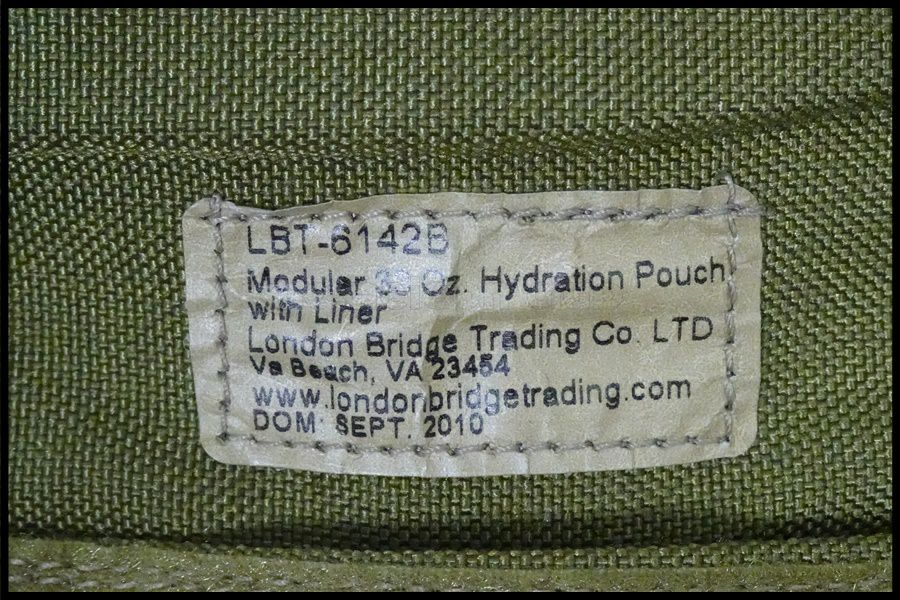 LBT-6142B
Modular 33 Oz. Hydration Pouch
with Liner
London Bridge Trading Co. LTD
Va Beach, VA 23454
www.londonbridgetrading.com
DOM: SEPT. 2010